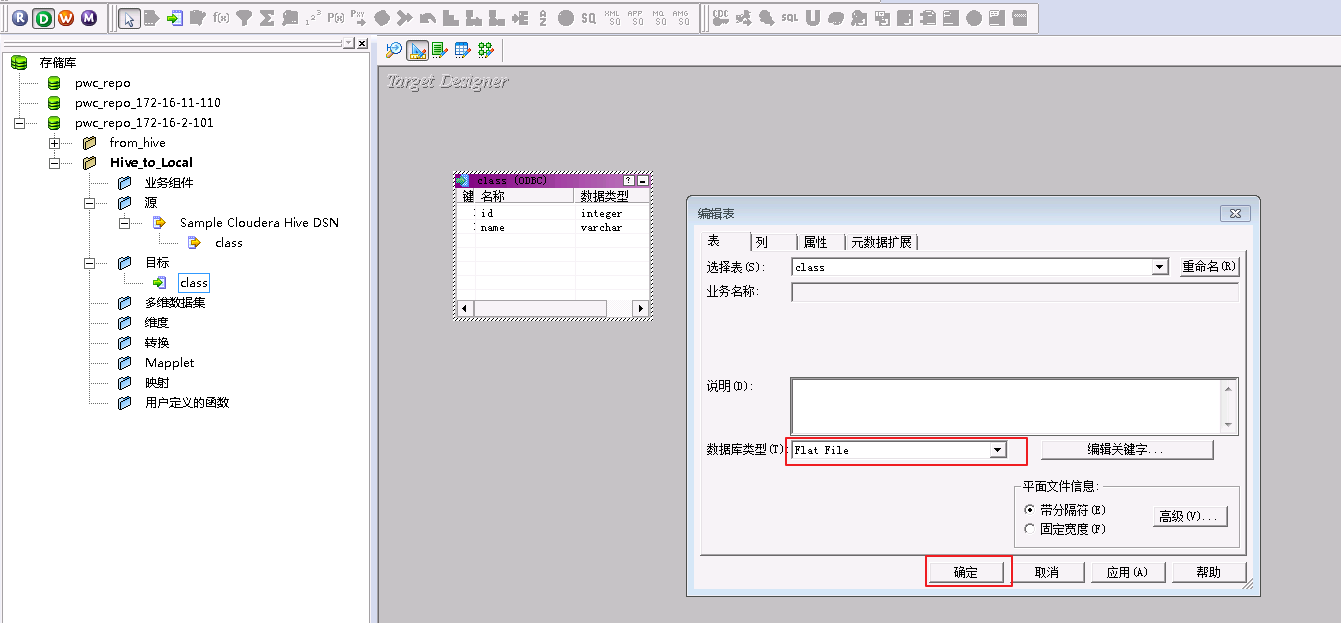 R D W M f(x) Σ 1 2 3 P(x) Pxy A Z SQ XML SQ APP SQ MQ SQ AMG SQ CDC SQL U
存储库
pwc_repo
pwc_repo_172-16-11-110
pwc_repo_172-16-2-101
from_hive
Hive_to_Local
业务组件
源
Sample Cloudera Hive DSN
class
目标
class
多维数据集
维度
转换
Mapplet
映射
用户定义的函数
Target Designer
class (ODBC)
键 名称 数据类型
id integer
name varchar
编辑表
表 列 属性 元数据扩展
选择表(S): class 重命名(R)
业务名称:
说明(D):
数据库类型(T): Flat File 编辑关键字...
平面文件信息:
带分隔符(E)
固定宽度(F)
高级(V)...
确定 取消 应用(A) 帮助